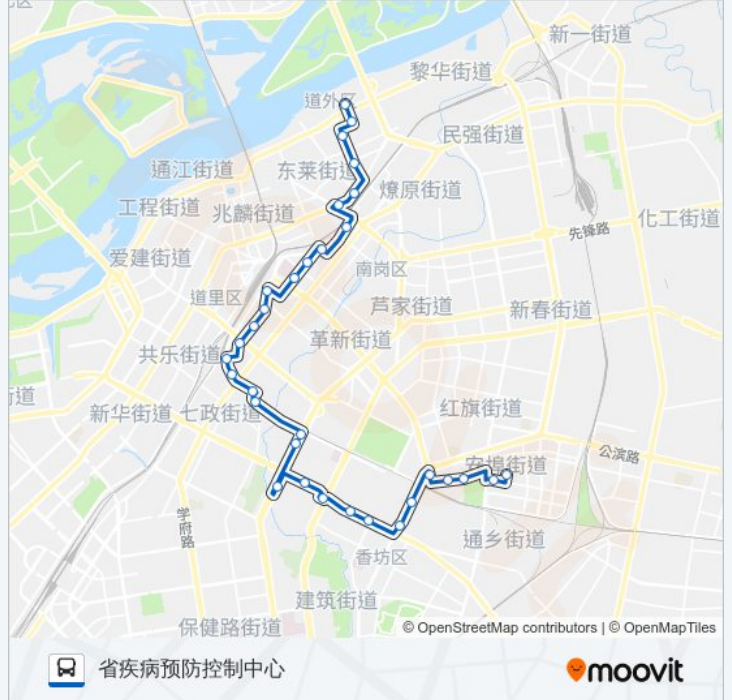 新一街道
黎华街道
道外区
民强街道
通江街道
东莱街道
燎原街道
工程街道
兆麟街道
化工街道
先锋路
爱建街道
南岗区
道里区
芦家街道
新春街道
革新街道
共乐街道
街道
新华街道
七政街道
红旗街道
公滨路
安埠街道
学府路
通乡街道
香坊区
建筑街道
保健路街道
© OpenStreetMap contributors | © OpenMapTiles
省疾病预防控制中心
moovit